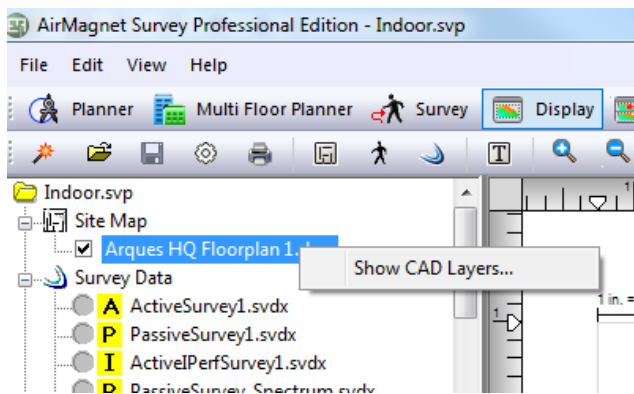 AirMagnet Survey Professional Edition - Indoor.svp
File Edit View Help
Planner Multi Floor Planner Survey Display
T
Indoor.svp
Site Map
Arques HQ Floorplan 1.
Show CAD Layers...
Survey Data
1 in. =
1
A ActiveSurvey1.svdx
P PassiveSurvey1.svdx
I ActiveIPerfSurvey1.svdx
PassiveSurvey_Spectrum.svdx